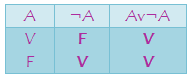 A ¬A Av¬A
V F V
F V V